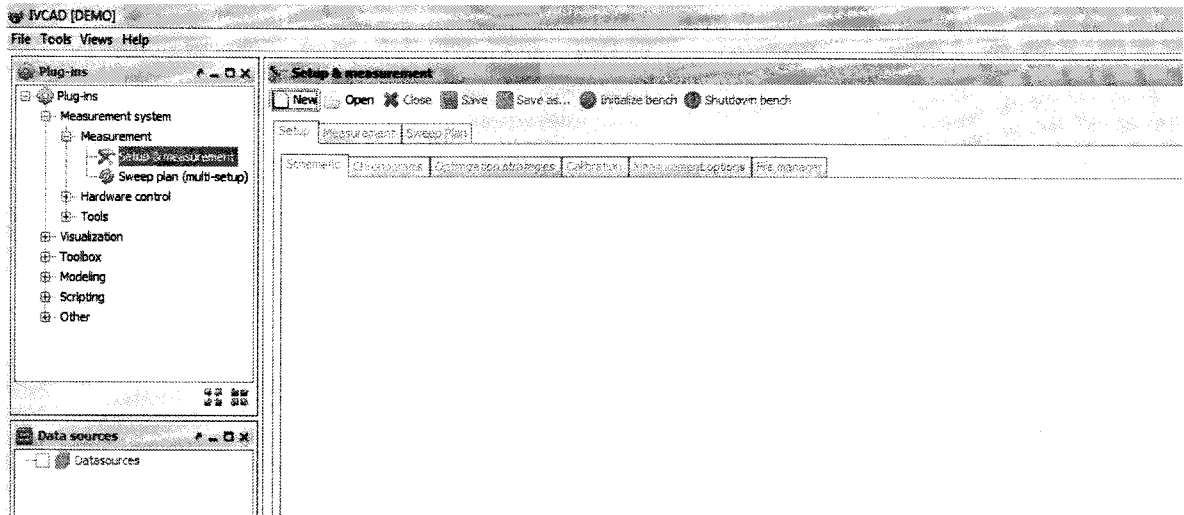 IVCAD [DEMO]
File Tools Views Help
Plug-ins
Plug-ins
Measurement system
Measurement
Setup & measurement
Sweep plan (multi-setup)
Hardware control
Tools
Visualization
Toolbox
Modeling
Scripting
Other
Data sources
Datasources
Setup & measurement
New Open Close Save Save as... Initialize bench Shutdown bench
Setup Measurement Sweep Plan
Schematic Chronograms Optimization strategies Calibration Measurement options File manager